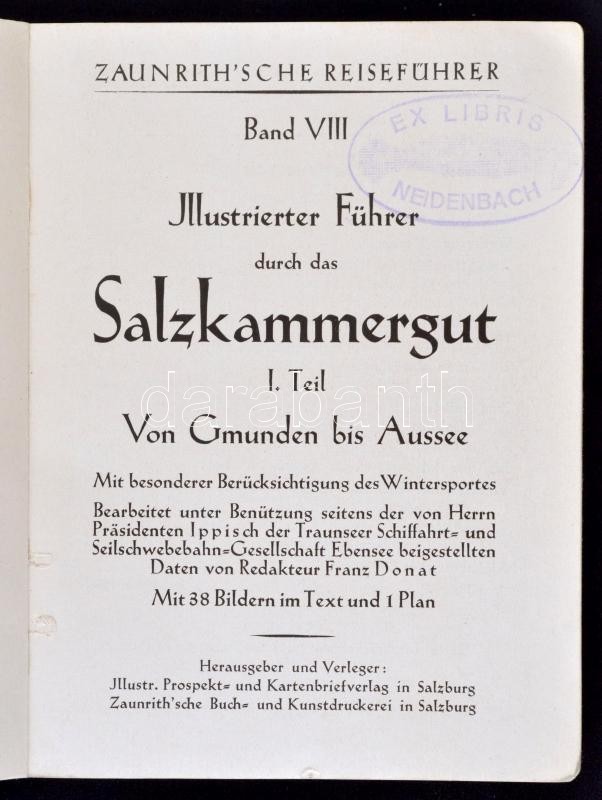 ZAUNRITH'SCHE REISEFÜHRER
Band VIII
EX LIBRIS
NEIDENBACH
Jllustrierter Führer
durch das
Salzkammergut
I. Teil
darabanth
Von Gmunden bis Aussee
Mit besonderer Berücksichtigung des Wintersportes
Bearbeitet unter Benützung seitens der von Herrn
Präsidenten Ippisch der Traunseer Schiffahrt= und
Seilschwebebahn=Gesellschaft Ebensee beigestellten
Daten von Redakteur Franz Donat
Mit 38 Bildern im Text und 1 Plan
Herausgeber und Verleger:
Jllustr. Prospekt= und Kartenbriefverlag in Salzburg
Zaunrith'sche Buch= und Kunstdruckerei in Salzburg